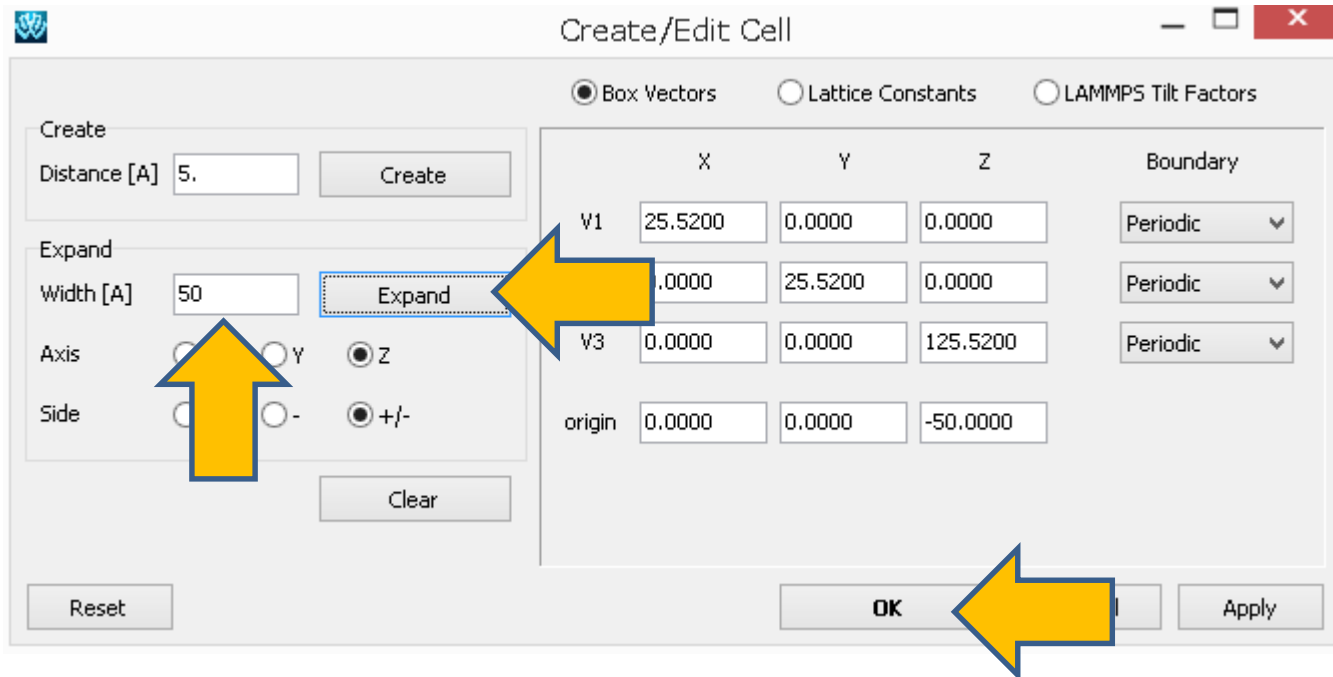 Create/Edit Cell
Box Vectors Lattice Constants LAMMPS Tilt Factors
Create
Distance [A] 5. Create
X Y Z Boundary
V1 25.5200 0.0000 0.0000 Periodic
Expand
Width [A] 50 Expand
.0000 25.5200 0.0000 Periodic
Axis Y Z
V3 0.0000 0.0000 125.5200 Periodic
Side - +/-
origin 0.0000 0.0000 -50.0000
Clear
Reset OK Apply